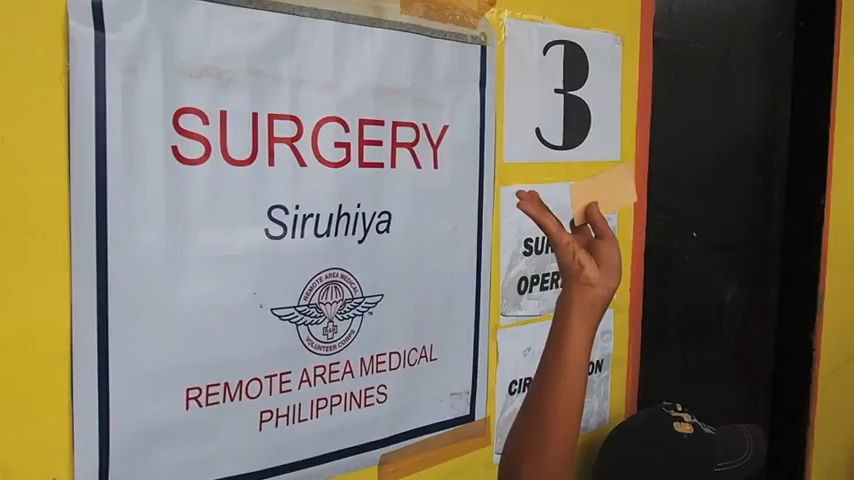 SURGERY
Siruhiya
REMOTE AREA MEDICAL
VOLUNTEER CORPS
REMOTE AREA MEDICAL
PHILIPPINES
3